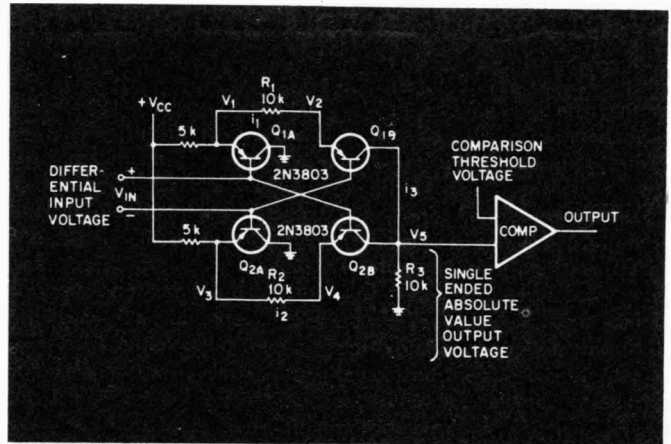 R1
10k
V1
V2
+VCC
i1
Q1A
Q1B
5k
COMPARISON
THRESHOLD
VOLTAGE
DIFFER-
ENTIAL
INPUT
VOLTAGE
+
VIN
−
2N3803
i3
2N3803
V5
COMP
OUTPUT
5k
Q2A
Q2B
R2
10k
R3
10k
V3
V4
i2
SINGLE
ENDED
ABSOLUTE
VALUE
OUTPUT
VOLTAGE